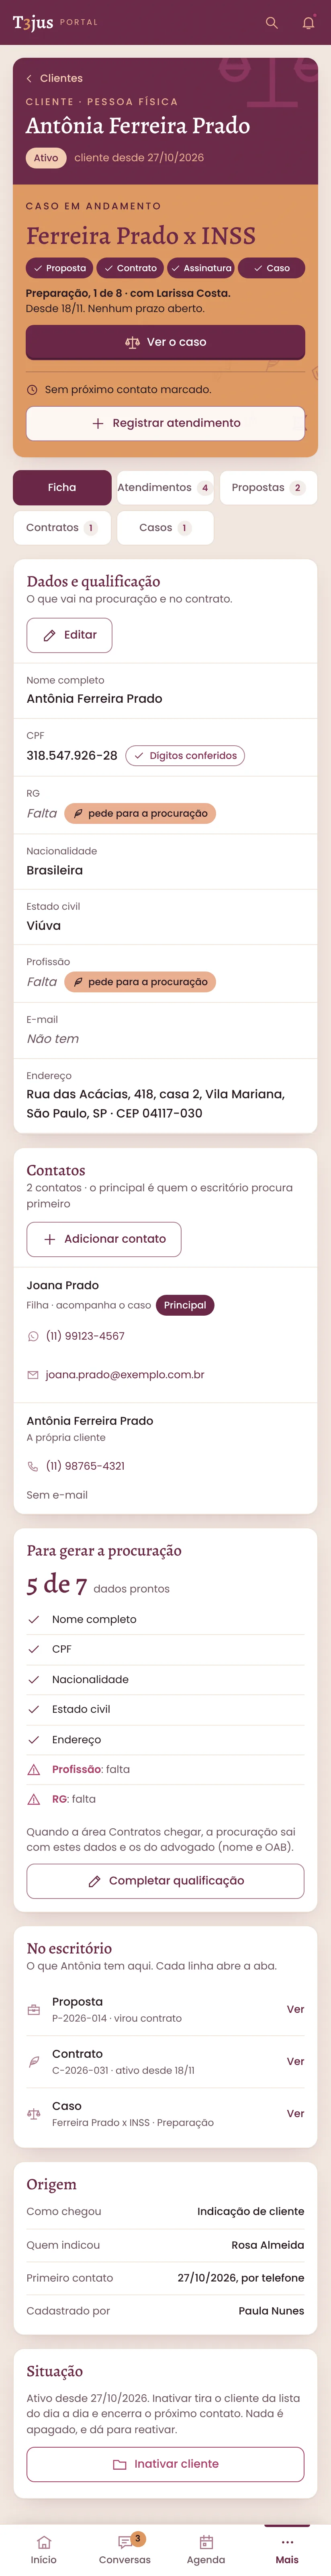 T3jus PORTAL
Clientes
CLIENTE · PESSOA FÍSICA
Antônia Ferreira Prado
Ativo cliente desde 27/10/2026
CASO EM ANDAMENTO
Ferreira Prado x INSS
Proposta Contrato Assinatura Caso
Preparação, 1 de 8 · com Larissa Costa.
Desde 18/11. Nenhum prazo aberto.
Ver o caso
Sem próximo contato marcado.
Registrar atendimento
Ficha Atendimentos 4 Propostas 2
Contratos 1 Casos 1
Dados e qualificação
O que vai na procuração e no contrato.
Editar
Nome completo
Antônia Ferreira Prado
CPF
318.547.926-28 Dígitos conferidos
RG
Falta pede para a procuração
Nacionalidade
Brasileira
Estado civil
Viúva
Profissão
Falta pede para a procuração
E-mail
Não tem
Endereço
Rua das Acácias, 418, casa 2, Vila Mariana,
São Paulo, SP · CEP 04117-030
Contatos
2 contatos · o principal é quem o escritório procura
primeiro
Adicionar contato
Joana Prado
Filha · acompanha o caso Principal
(11) 99123-4567
joana.prado@exemplo.com.br
Antônia Ferreira Prado
A própria cliente
(11) 98765-4321
Sem e-mail
Para gerar a procuração
5 de 7 dados prontos
Nome completo
CPF
Nacionalidade
Estado civil
Endereço
Profissão: falta
RG: falta
Quando a área Contratos chegar, a procuração sai
com estes dados e os do advogado (nome e OAB).
Completar qualificação
No escritório
O que Antônia tem aqui. Cada linha abre a aba.
Proposta
P-2026-014 · virou contrato
Ver
Contrato
C-2026-031 · ativo desde 18/11
Ver
Caso
Ferreira Prado x INSS · Preparação
Ver
Origem
Como chegou Indicação de cliente
Quem indicou Rosa Almeida
Primeiro contato 27/10/2026, por telefone
Cadastrado por Paula Nunes
Situação
Ativo desde 27/10/2026. Inativar tira o cliente da lista
do dia a dia e encerra o próximo contato. Nada é
apagado, e dá para reativar.
Inativar cliente
3
Início Conversas Agenda Mais